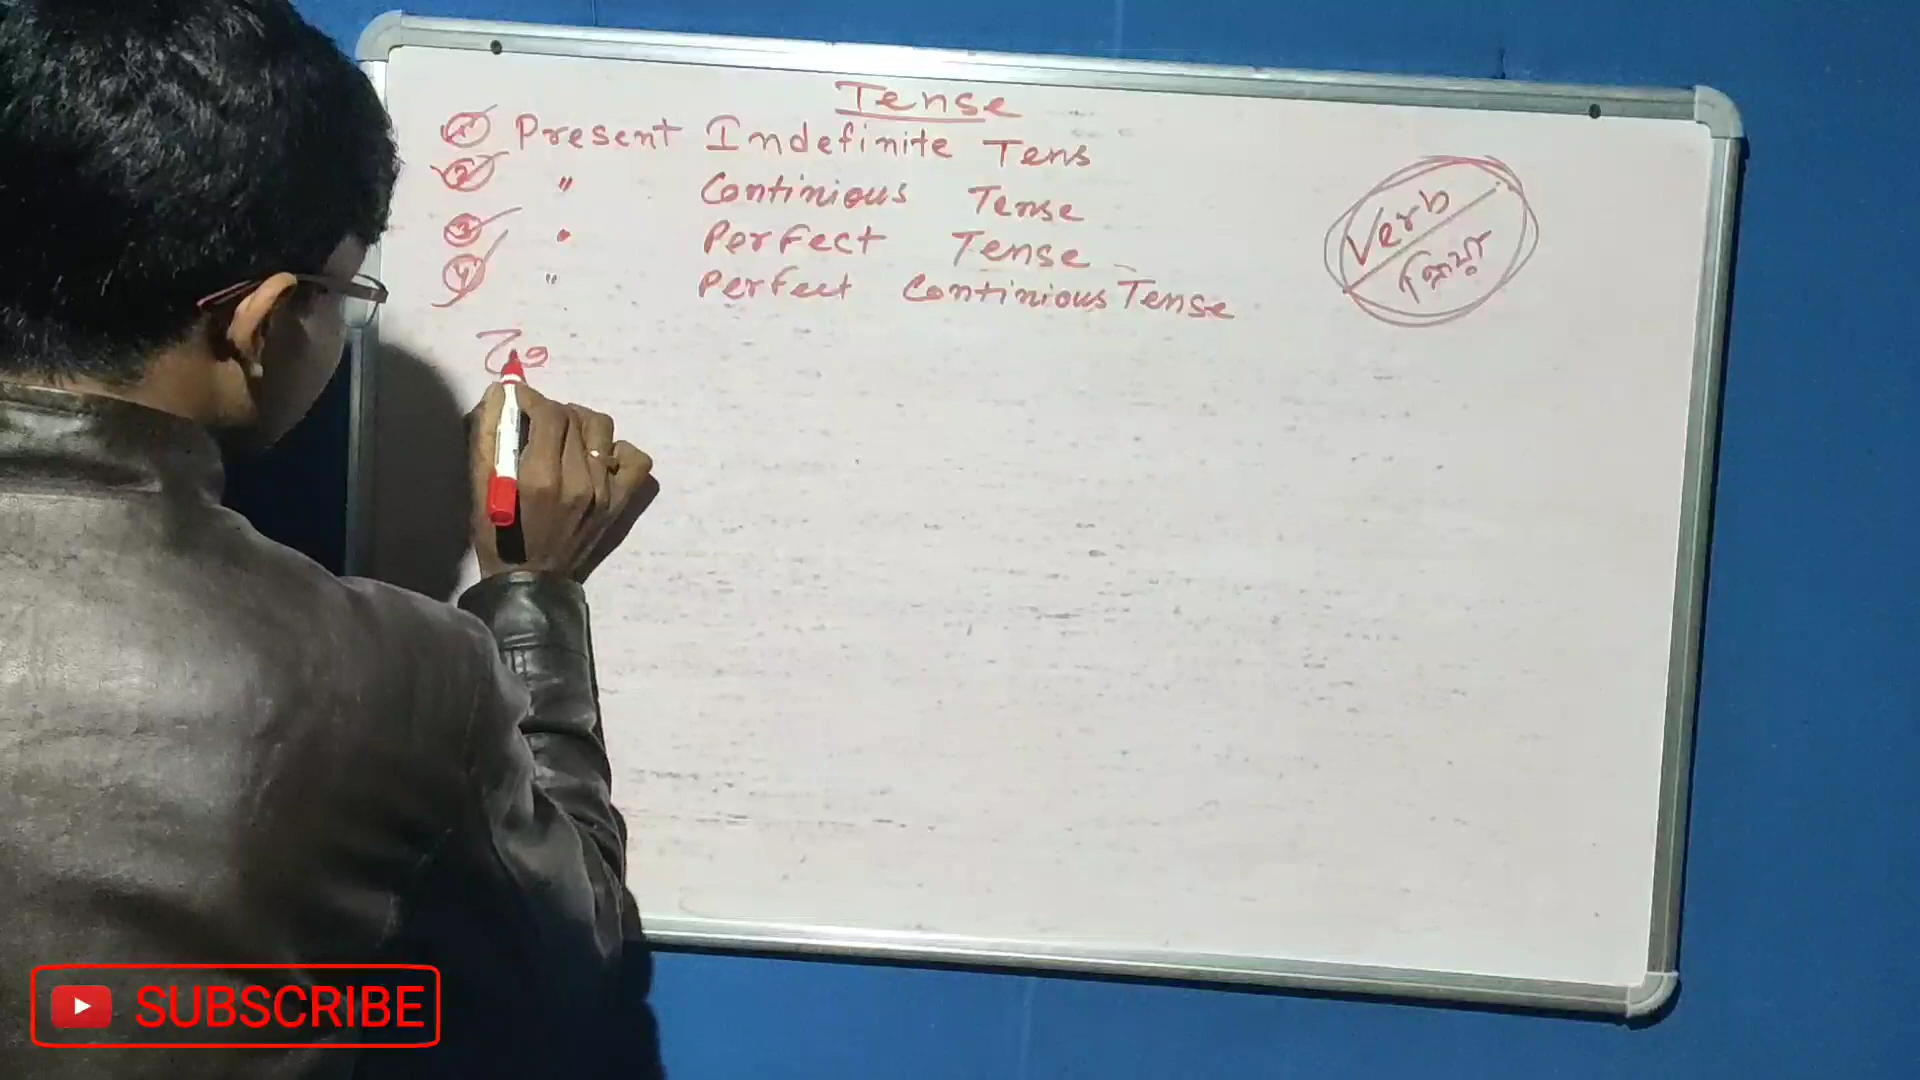 Tense
1 Present Indefinite Tens
2 " Continious Tense
3 " Perfect Tense
4 " Perfect Continious Tense
Verb
ক্রিয়া
SUBSCRIBE